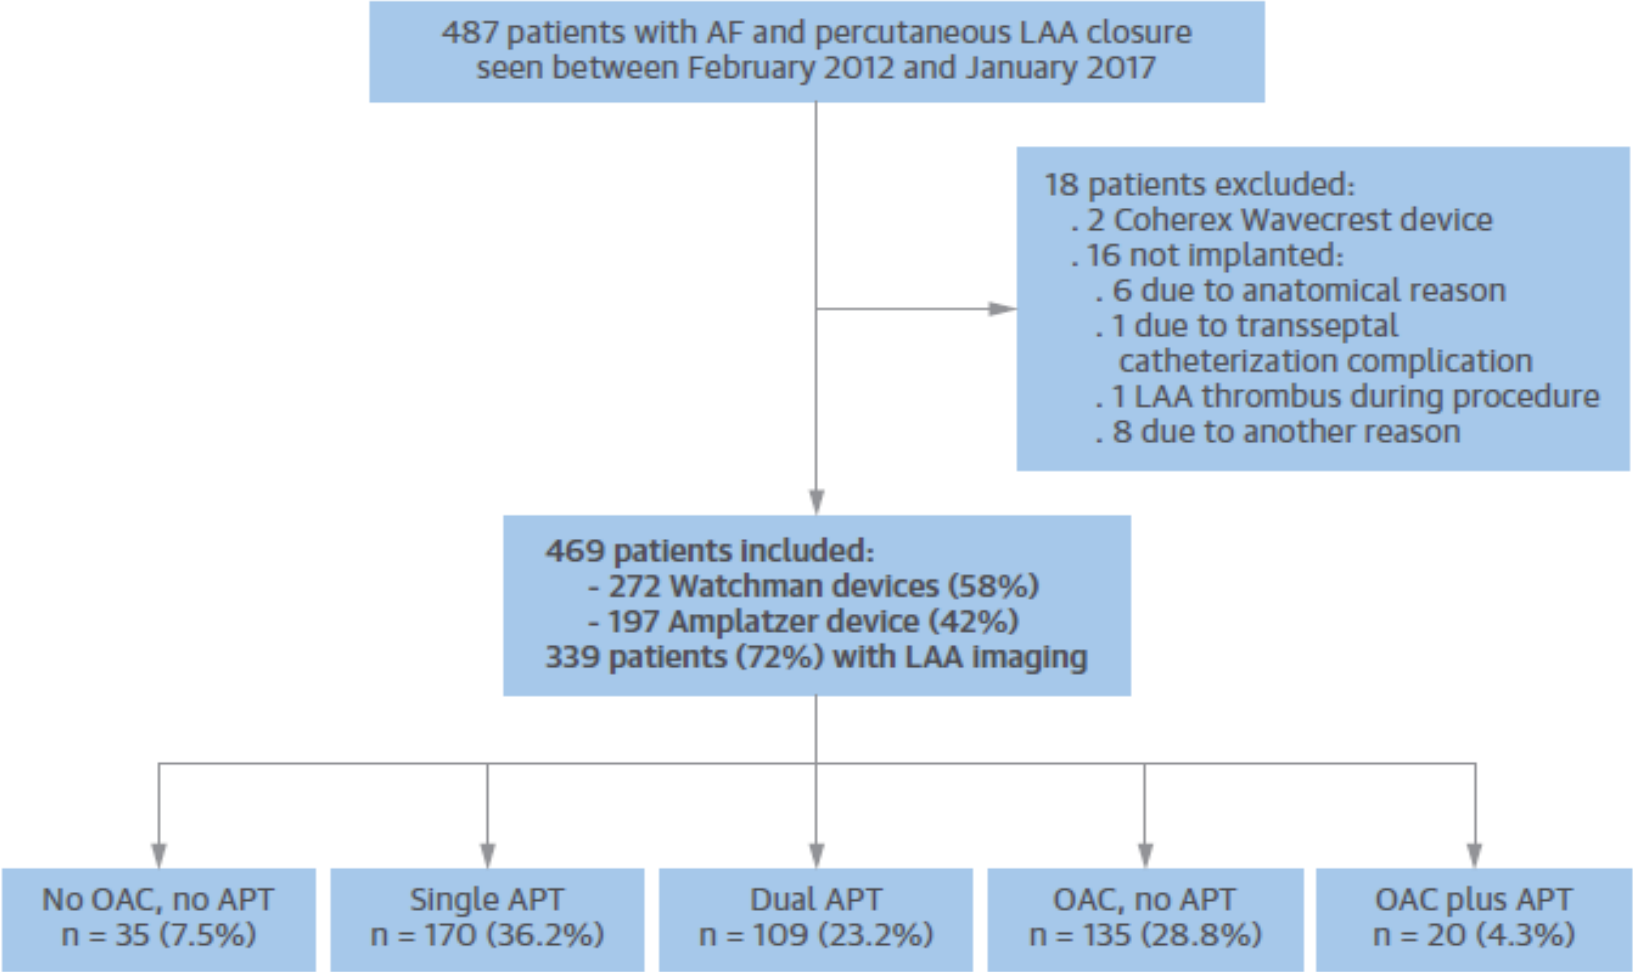 487 patients with AF and percutaneous LAA closure
seen between February 2012 and January 2017
18 patients excluded:
. 2 Coherex Wavecrest device
. 16 not implanted:
. 6 due to anatomical reason
. 1 due to transseptal
catheterization complication
. 1 LAA thrombus during procedure
. 8 due to another reason
469 patients included:
- 272 Watchman devices (58%)
- 197 Amplatzer device (42%)
339 patients (72%) with LAA imaging
No OAC, no APT
n = 35 (7.5%)
Single APT
n = 170 (36.2%)
Dual APT
n = 109 (23.2%)
OAC, no APT
n = 135 (28.8%)
OAC plus APT
n = 20 (4.3%)